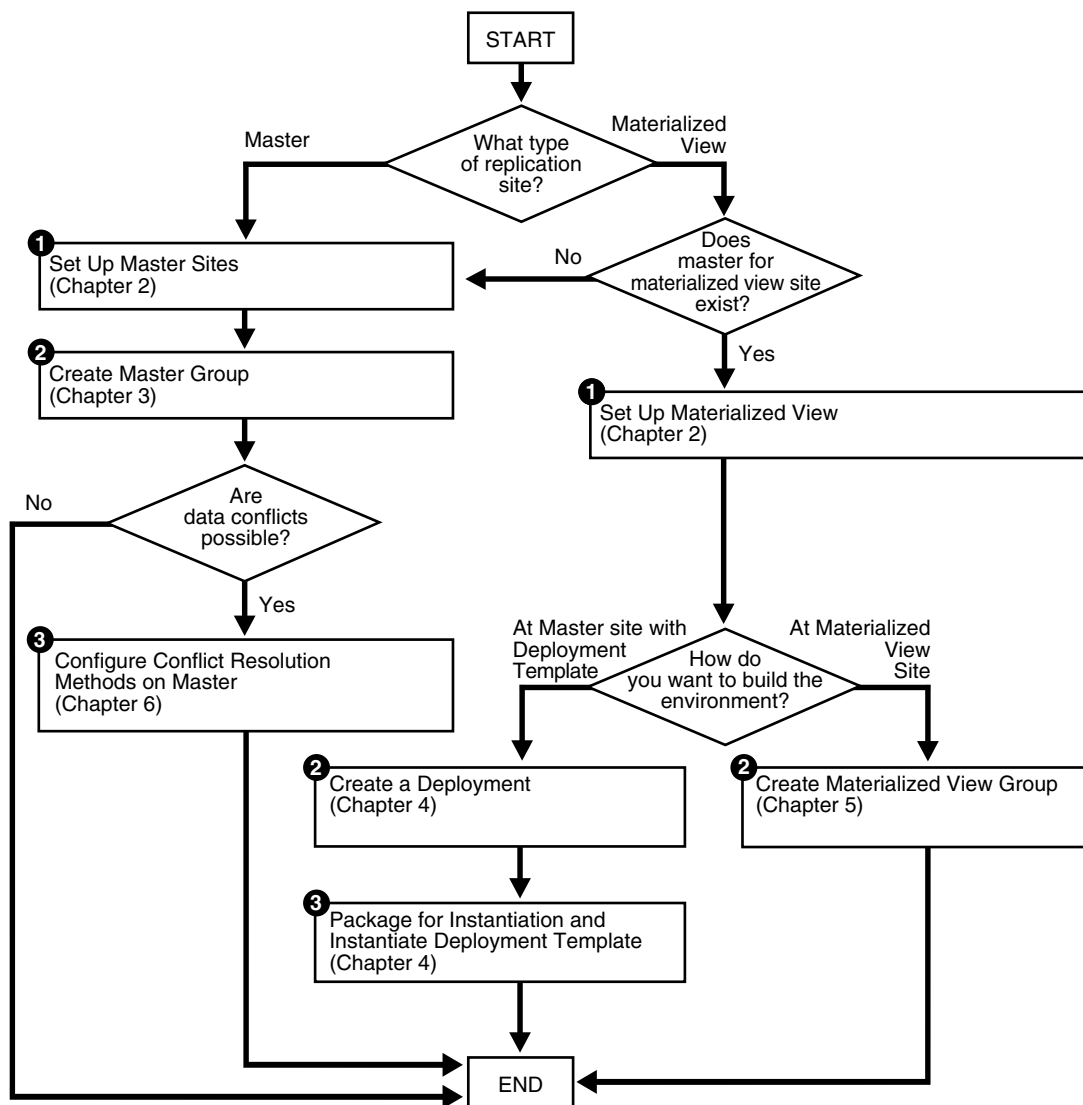 START
What type
of replication
site?
Master
Materialized
View
Does
master for
materialized view site
exist?
No
Yes
1
Set Up Master Sites
(Chapter 2)
2
Create Master Group
(Chapter 3)
1
Set Up Materialized View
(Chapter 2)
Are
data conflicts
possible?
No
Yes
3
Configure Conflict Resolution
Methods on Master
(Chapter 6)
At Master site with
Deployment
Template
How do
you want to build the
environment?
At Materialized
View
Site
2
Create a Deployment
(Chapter 4)
2
Create Materialized View Group
(Chapter 5)
3
Package for Instantiation and
Instantiate Deployment Template
(Chapter 4)
END